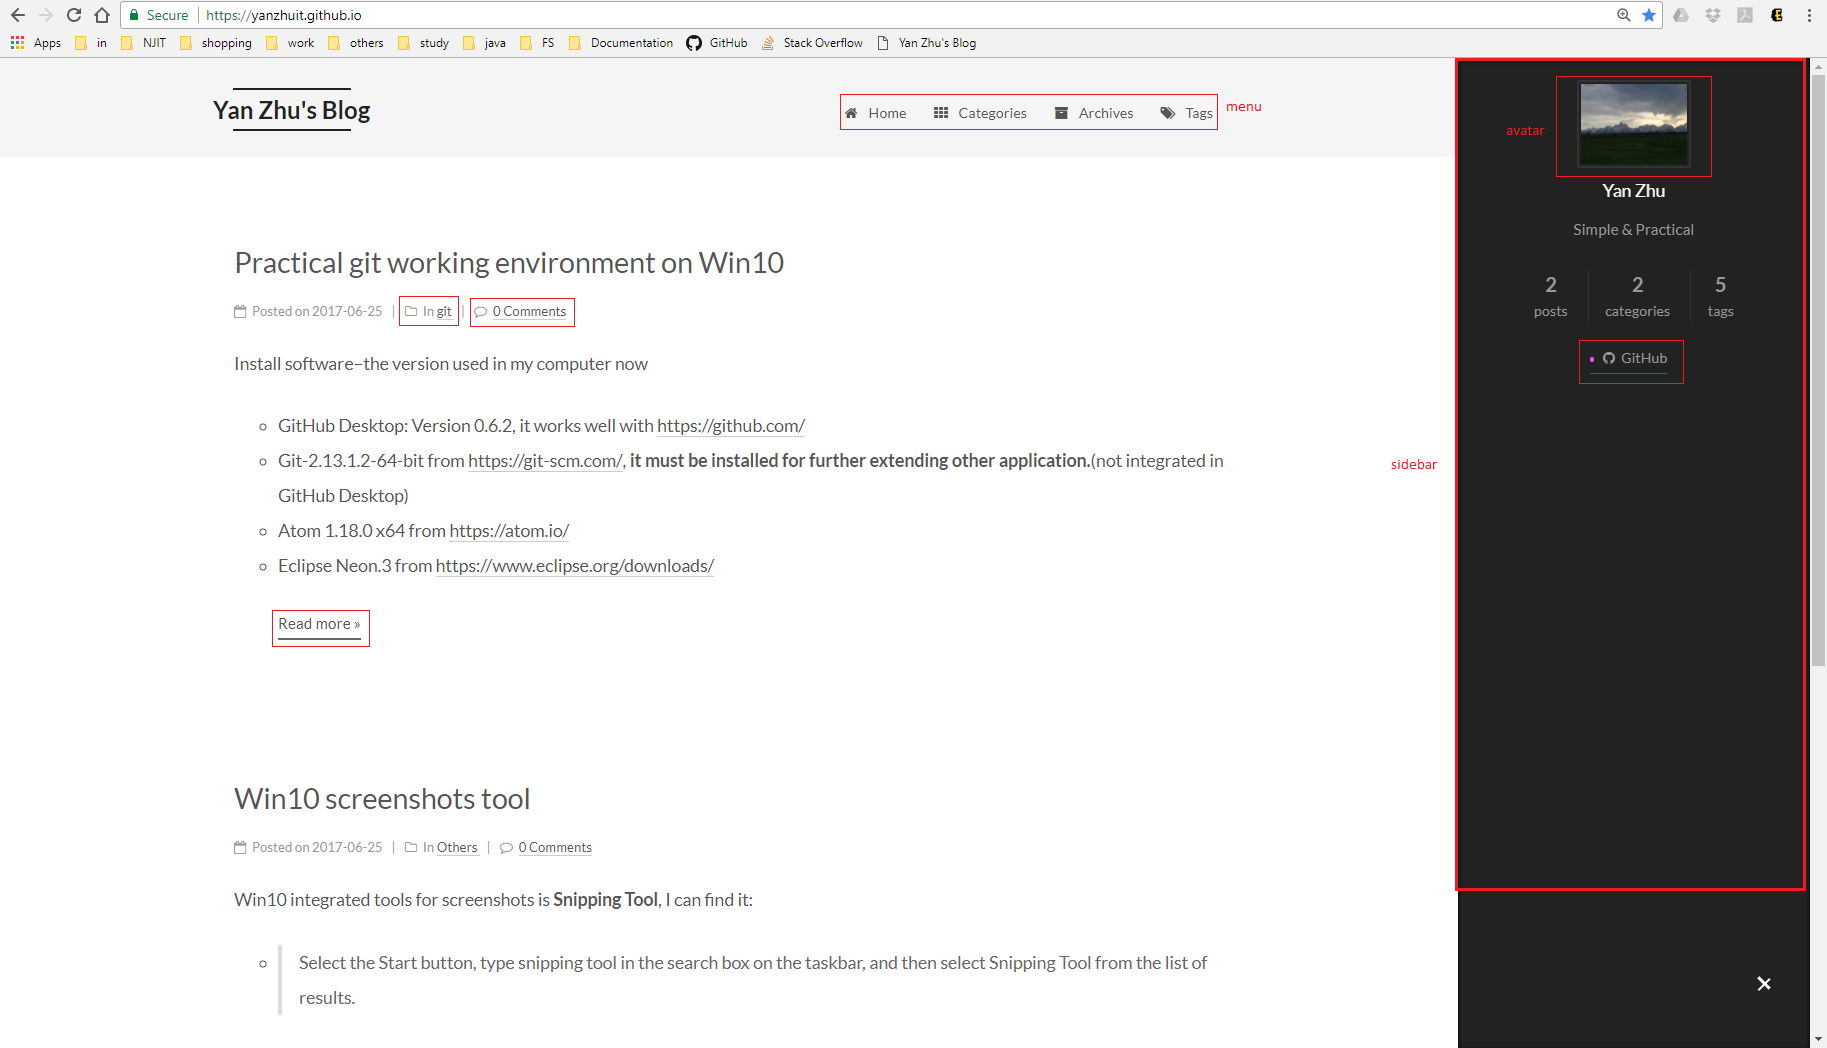 Secure https://yanzhuit.github.io
Apps in NJIT shopping work others study java FS Documentation GitHub Stack Overflow Yan Zhu's Blog
Yan Zhu's Blog
Home Categories Archives Tags menu
avatar
Yan Zhu
Simple & Practical
2 posts
2 categories
5 tags
GitHub
sidebar
Practical git working environment on Win10
Posted on 2017-06-25 | In git | 0 Comments
Install software–the version used in my computer now
GitHub Desktop: Version 0.6.2, it works well with https://github.com/
Git-2.13.1.2-64-bit from https://git-scm.com/, it must be installed for further extending other application.(not integrated in
GitHub Desktop)
Atom 1.18.0 x64 from https://atom.io/
Eclipse Neon.3 from https://www.eclipse.org/downloads/
Read more »
Win10 screenshots tool
Posted on 2017-06-25 | In Others | 0 Comments
Win10 integrated tools for screenshots is Snipping Tool, I can find it:
Select the Start button, type snipping tool in the search box on the taskbar, and then select Snipping Tool from the list of
results.